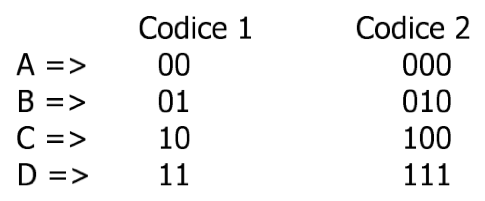 Codice 1 Codice 2
A => 00 000
B => 01 010
C => 10 100
D => 11 111